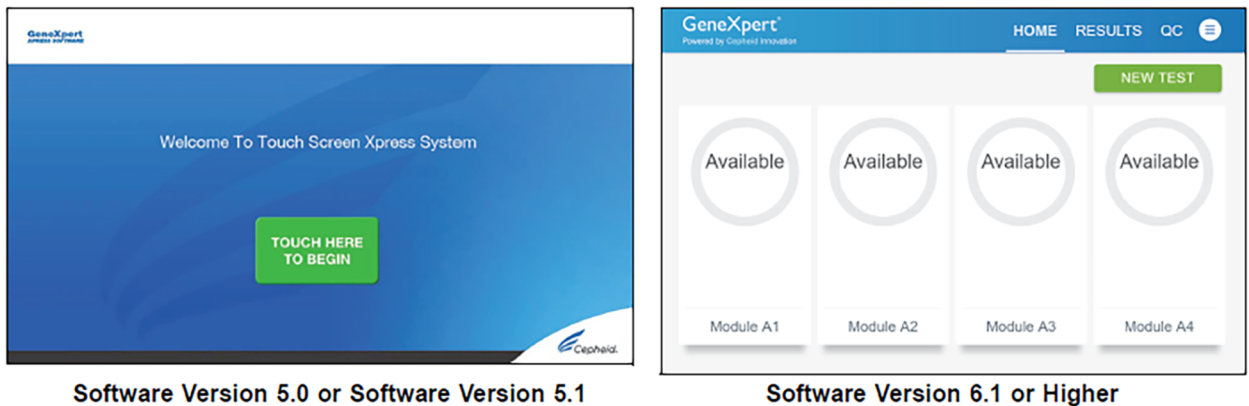 GeneXpert
XPRESS SOFTWARE
Welcome To Touch Screen Xpress System
TOUCH HERE
TO BEGIN
Cepheid.
Software Version 5.0 or Software Version 5.1
GeneXpert®
Powered by Cepheid Innovation
HOME RESULTS QC
NEW TEST
Available Available Available Available
Module A1 Module A2 Module A3 Module A4
Software Version 6.1 or Higher